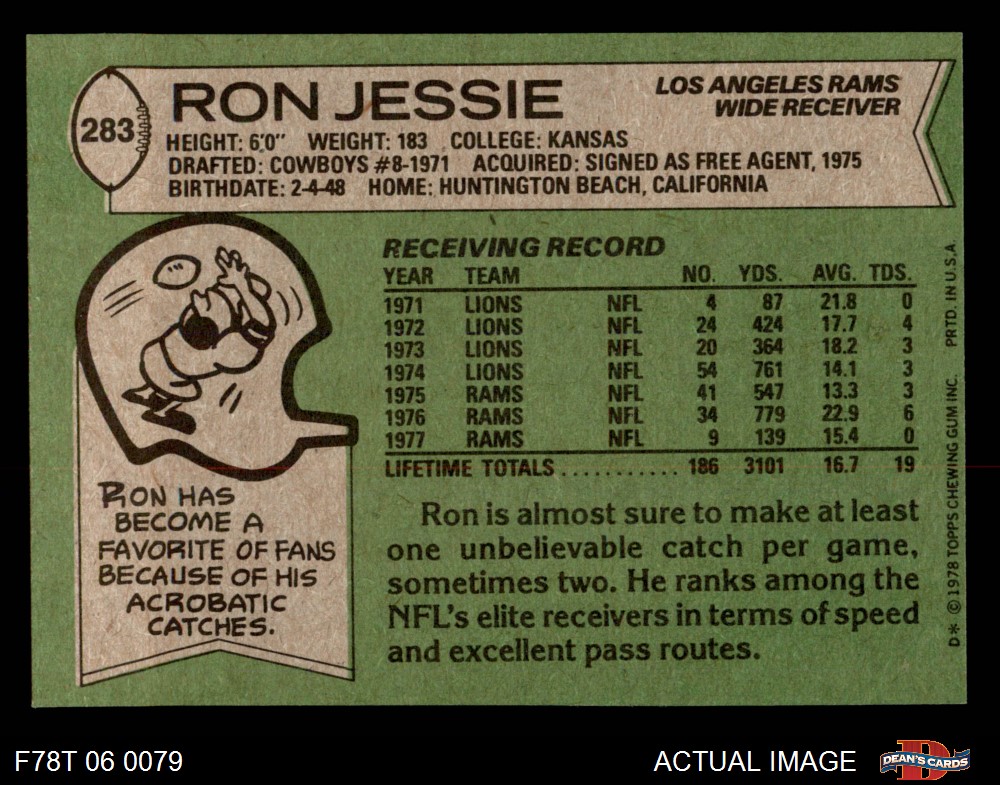 283
RON JESSIE
LOS ANGELES RAMS
WIDE RECEIVER
HEIGHT: 6'0" WEIGHT: 183 COLLEGE: KANSAS
DRAFTED: COWBOYS #8-1971 ACQUIRED: SIGNED AS FREE AGENT, 1975
BIRTHDATE: 2-4-48 HOME: HUNTINGTON BEACH, CALIFORNIA
RECEIVING RECORD
YEAR TEAM NO. YDS. AVG. TDS.
1971 LIONS NFL 4 87 21.8 0
1972 LIONS NFL 24 424 17.7 4
1973 LIONS NFL 20 364 18.2 3
1974 LIONS NFL 54 761 14.1 3
1975 RAMS NFL 41 547 13.3 3
1976 RAMS NFL 34 779 22.9 6
1977 RAMS NFL 9 139 15.4 0
LIFETIME TOTALS........... 186 3101 16.7 19
RON HAS
BECOME A
FAVORITE OF FANS
BECAUSE OF HIS
ACROBATIC
CATCHES.
Ron is almost sure to make at least
one unbelievable catch per game,
sometimes two. He ranks among the
NFL's elite receivers in terms of speed
and excellent pass routes.
D* © 1978 TOPPS CHEWING GUM INC. PRTD. IN U.S.A.
F78T 06 0079
ACTUAL IMAGE
DEAN'S CARDS